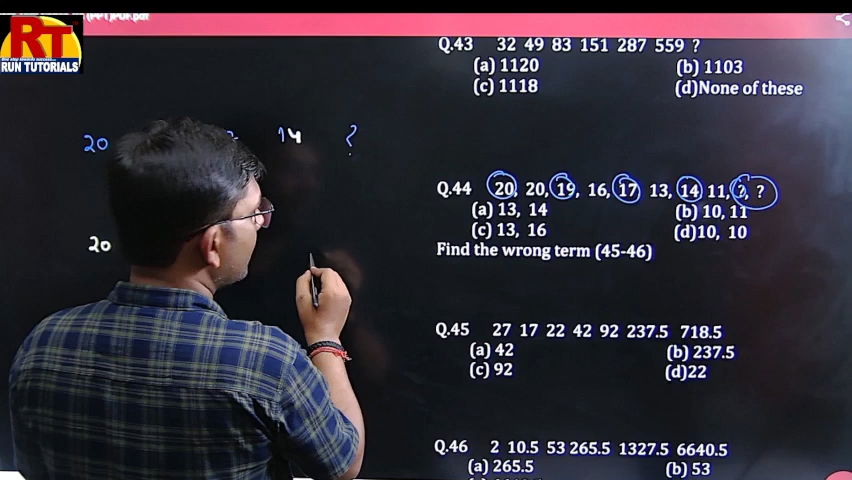 (PPT)PDF.pdf
RT
RUN TUTORIALS
20 14 ?
20
Q.43 32 49 83 151 287 559 ?
(a) 1120 (b) 1103
(c) 1118 (d)None of these
Q.44 20, 20, 19, 16, 17 13, 14 11, ?, ?
(a) 13, 14 (b) 10, 11
(c) 13, 16 (d)10, 10
Find the wrong term (45-46)
Q.45 27 17 22 42 92 237.5 718.5
(a) 42 (b) 237.5
(c) 92 (d)22
Q.46 2 10.5 53 265.5 1327.5 6640.5
(a) 265.5 (b) 53